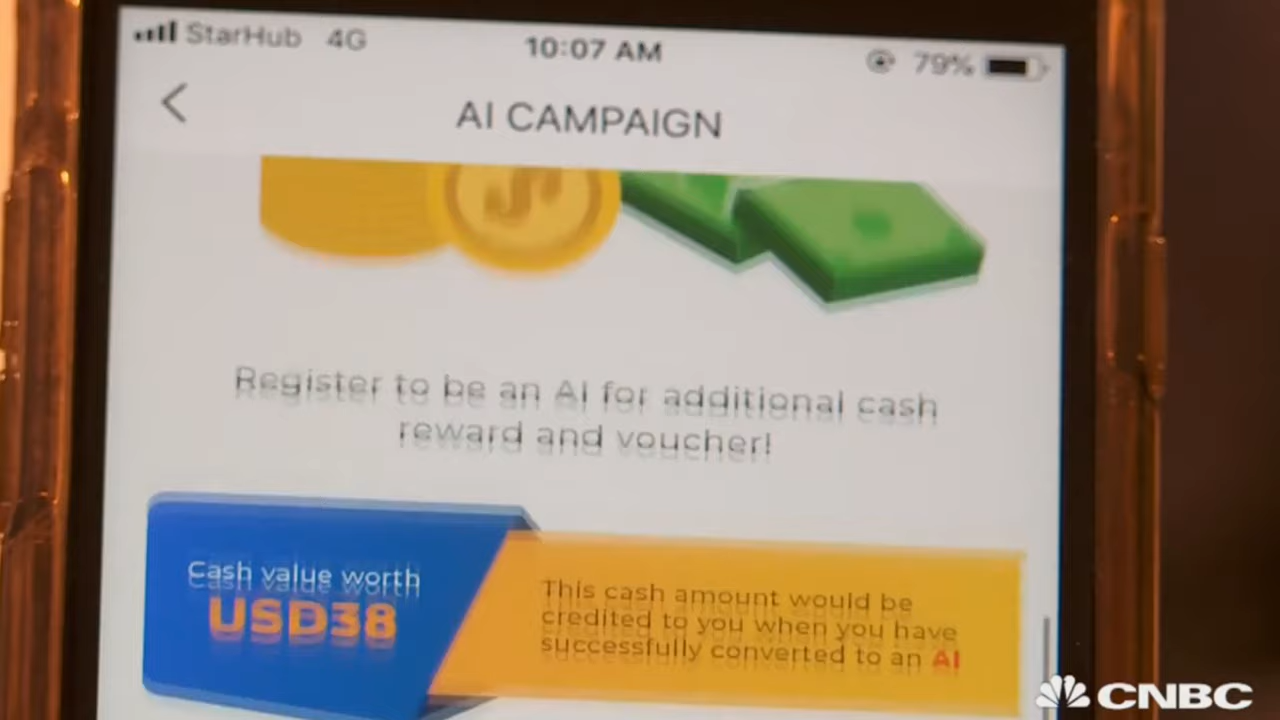 StarHub 4G 10:07 AM 79%
AI CAMPAIGN
Register to be an AI for additional cash
reward and voucher!
Cash value worth
USD38
This cash amount would be
credited to you when you have
successfully converted to an AI
CNBC